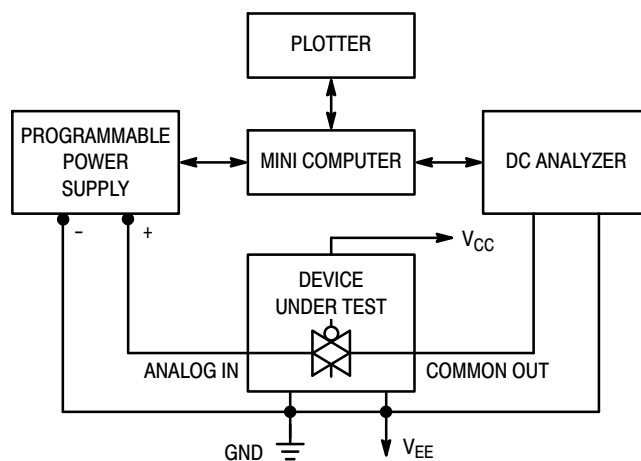 PLOTTER
PROGRAMMABLE
POWER
SUPPLY
MINI COMPUTER
DC ANALYZER
–
+
VCC
DEVICE
UNDER TEST
ANALOG IN
COMMON OUT
GND
VEE